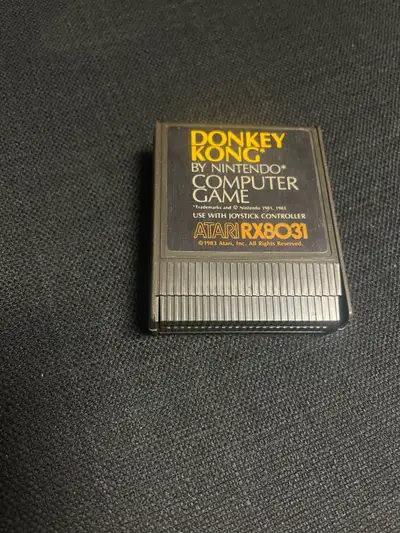 DONKEY
KONG*
BY NINTENDO*
COMPUTER
GAME
*Trademarks and © Nintendo 1981, 1983
USE WITH JOYSTICK CONTROLLER
ATARI RX8031
©1983 Atari, Inc. All Rights Reserved.